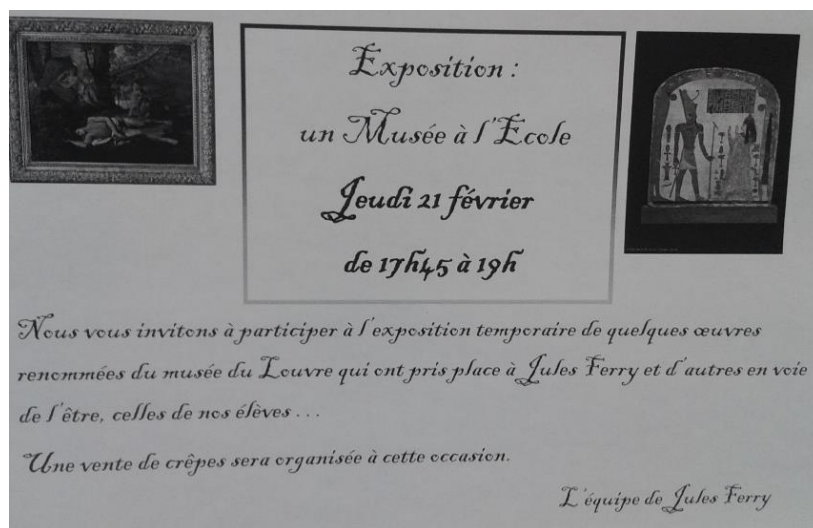 Exposition :
un Musée à l'Ecole
Jeudi 21 février
de 17h45 à 19h
Nous vous invitons à participer à l'exposition temporaire de quelques œuvres
renommées du musée du Louvre qui ont pris place à Jules Ferry et d'autres en voie
de l'être, celles de nos élèves ...
Une vente de crêpes sera organisée à cette occasion.
L'équipe de Jules Ferry